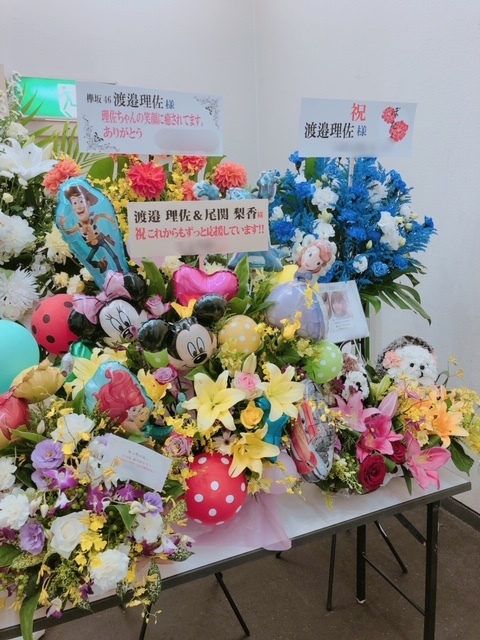 欅坂46 渡邉理佐 様
理佐ちゃんの笑顔に癒されてます。
ありがとう
祝
渡邉理佐 様
渡邉 理佐&尾関 梨香様
祝 これからもずっと応援しています!!